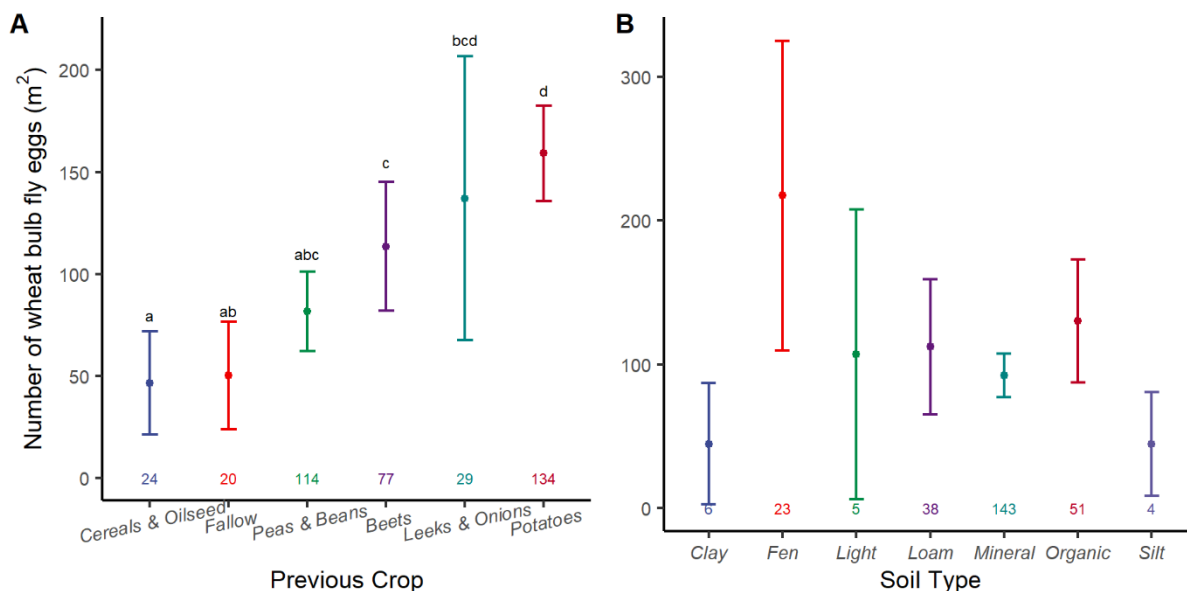 A
Number of wheat bulb fly eggs (m²)
200
150
100
50
0
a
ab
abc
c
bcd
d
24
20
114
77
29
134
Cereals & Oilseed
Fallow
Peas & Beans
Beets
Leeks & Onions
Potatoes
Previous Crop
B
300
200
100
0
6
23
5
38
143
51
4
Clay
Fen
Light
Loam
Mineral
Organic
Silt
Soil Type